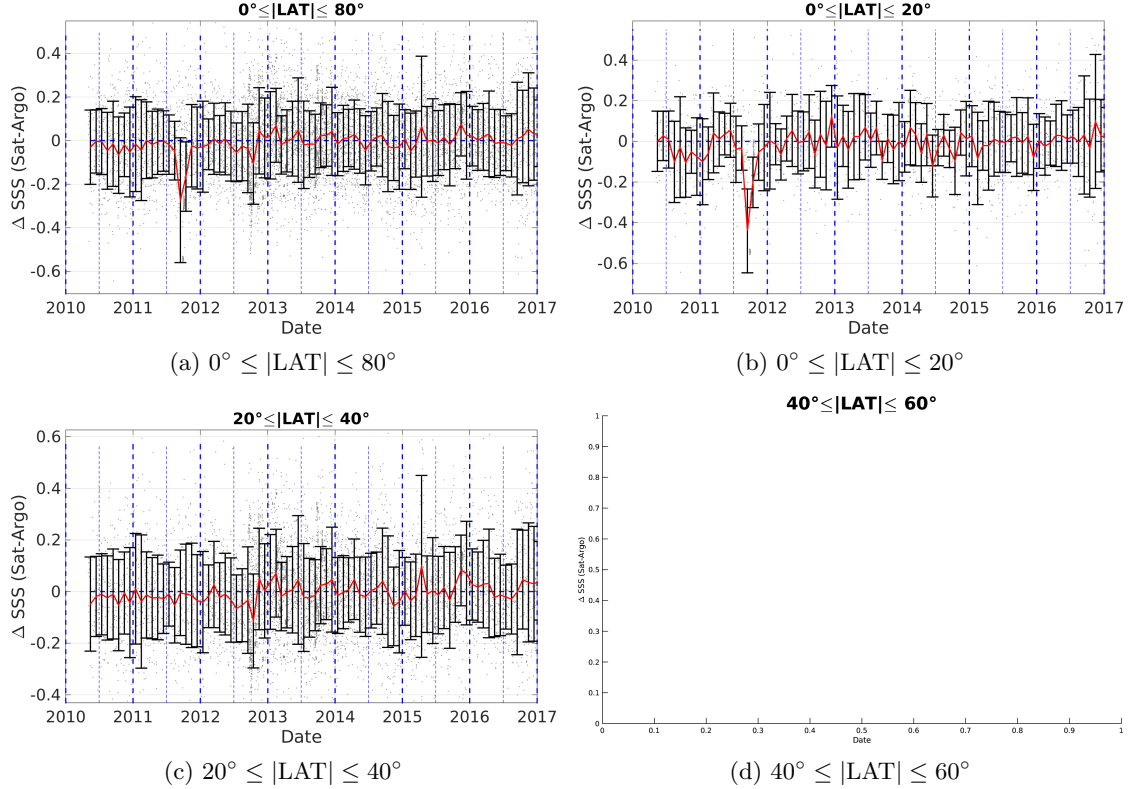 0°≤|LAT|≤ 80°
0.4
0.2
0
-0.2
-0.4
-0.6
Δ SSS (Sat-Argo)
2010 2011 2012 2013 2014 2015 2016 2017
Date
(a) 0° ≤ |LAT| ≤ 80°
0°≤|LAT|≤ 20°
0.4
0.2
0
-0.2
-0.4
-0.6
Δ SSS (Sat-Argo)
2010 2011 2012 2013 2014 2015 2016 2017
Date
(b) 0° ≤ |LAT| ≤ 20°
20°≤|LAT|≤ 40°
0.6
0.4
0.2
0
-0.2
-0.4
Δ SSS (Sat-Argo)
2010 2011 2012 2013 2014 2015 2016 2017
Date
(c) 20° ≤ |LAT| ≤ 40°
40°≤|LAT|≤ 60°
1
0.9
0.8
0.7
0.6
0.5
0.4
0.3
0.2
0.1
0
Δ SSS (Sat-Argo)
0 0.1 0.2 0.3 0.4 0.5 0.6 0.7 0.8 0.9 1
Date
(d) 40° ≤ |LAT| ≤ 60°